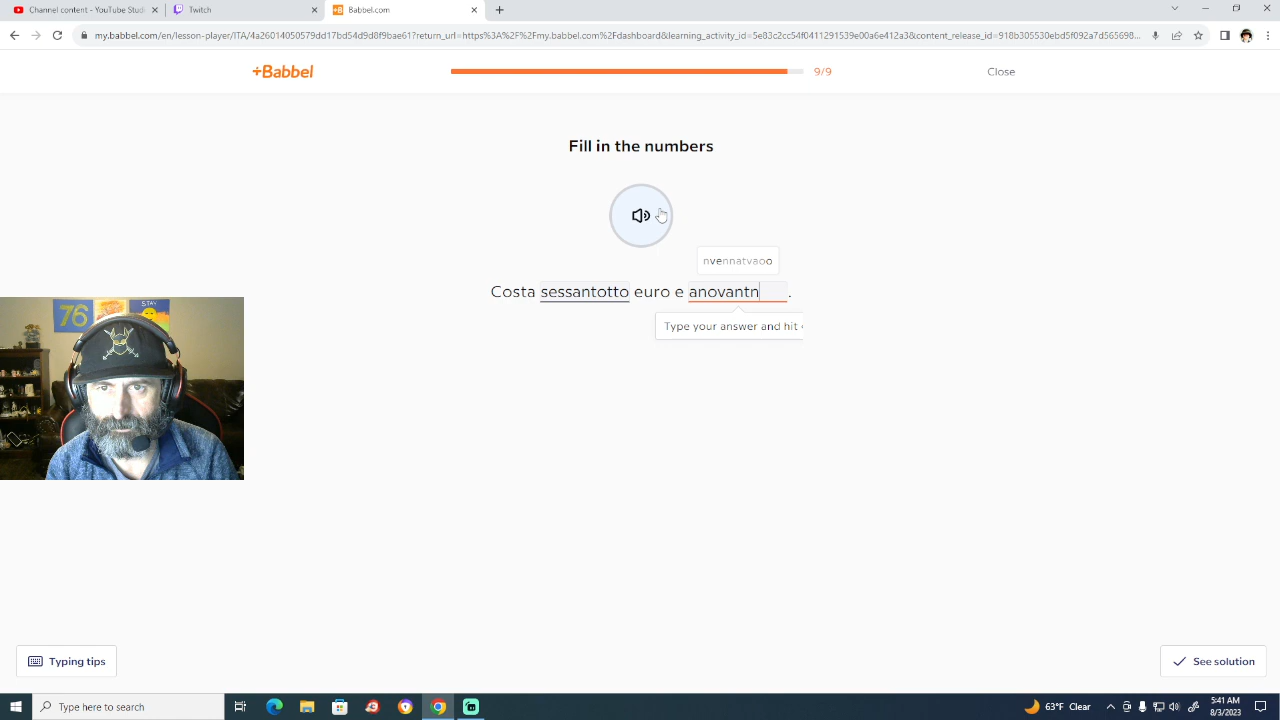 Channel content - YouTube Studi
Twitch
+B Babbel.com
my.babbel.com/en/lesson-player/ITA/4a26014050579dd17bd54d9d8f9bae61?return_url=https%3A%2F%2Fmy.babbel.com%2Fdashboard&learning_activity_id=5e83c2cc54f0411291539e00a6e412a3&content_release_id=918b305530ebd5f092a7d565698...
+Babbel
9/9
Close
Fill in the numbers
nvennatvaoo
Costa sessantotto euro e anovantn .
Type your answer and hit
76
STAY
Typing tips
See solution
Type here to search
63°F Clear
5:41 AM
8/3/2023